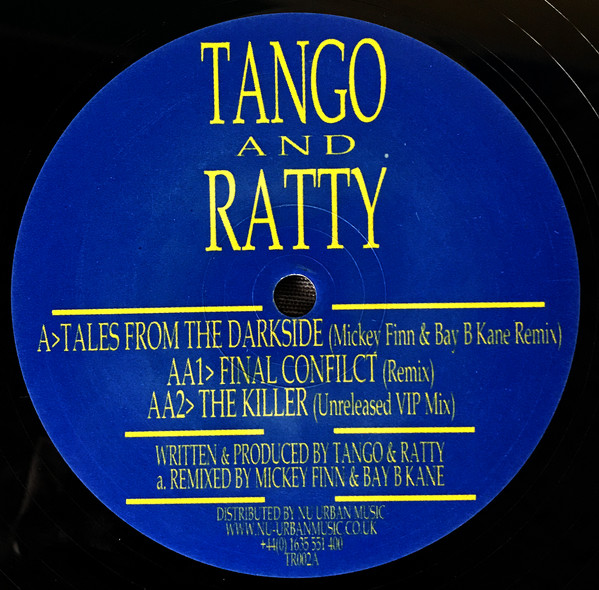 TANGO
AND
RATTY
A>TALES FROM THE DARKSIDE (Mickey Finn & Bay B Kane Remix)
AA1> FINAL CONFILCT (Remix)
AA2> THE KILLER (Unreleased VIP Mix)
WRITTEN & PRODUCED BY TANGO & RATTY
a. REMIXED BY MICKEY FINN & BAY B KANE
DISTRIBUTED BY NU URBAN MUSIC
WWW.NU-URBANMUSIC.CO.UK
+44(0) 1635 551 400
TR002A